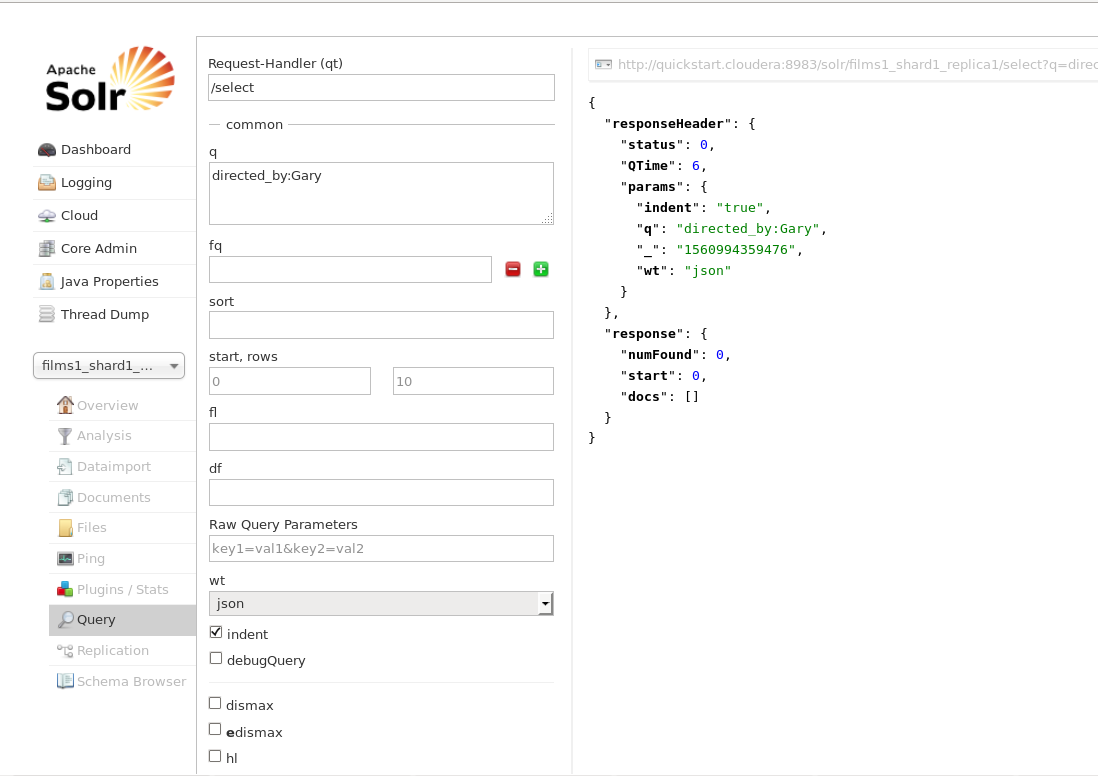 Apache
Solr
Dashboard
Logging
Cloud
Core Admin
Java Properties
Thread Dump
films1_shard1_...
Overview
Analysis
Dataimport
Documents
Files
Ping
Plugins / Stats
Query
Replication
Schema Browser
Request-Handler (qt)
/select
common
q
directed_by:Gary
fq
sort
start, rows
0 10
fl
df
Raw Query Parameters
key1=val1&key2=val2
wt
json
indent
debugQuery
dismax
edismax
hl
http://quickstart.cloudera:8983/solr/films1_shard1_replica1/select?q=direc
{
"responseHeader": {
"status": 0,
"QTime": 6,
"params": {
"indent": "true",
"q": "directed_by:Gary",
"_": "1560994359476",
"wt": "json"
}
},
"response": {
"numFound": 0,
"start": 0,
"docs": []
}
}